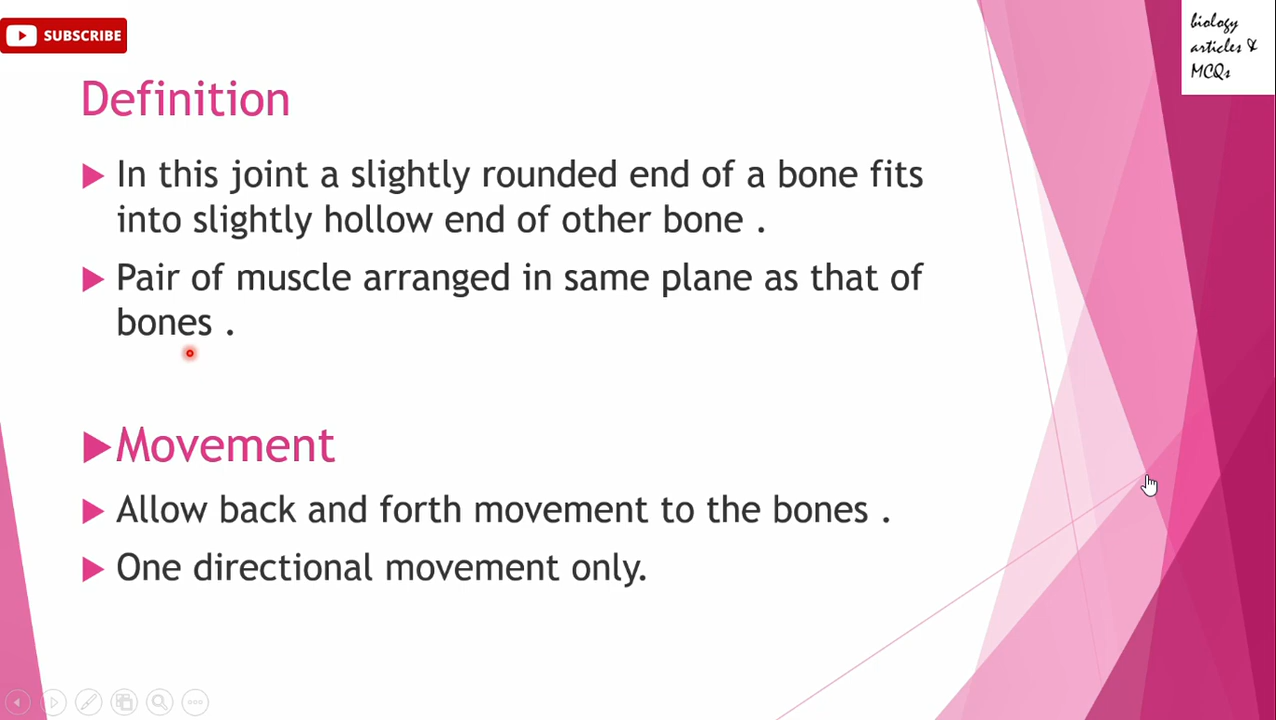 SUBSCRIBE
biology
articles &
MCQs
Definition
In this joint a slightly rounded end of a bone fits
into slightly hollow end of other bone .
Pair of muscle arranged in same plane as that of
bones .
Movement
Allow back and forth movement to the bones .
One directional movement only.